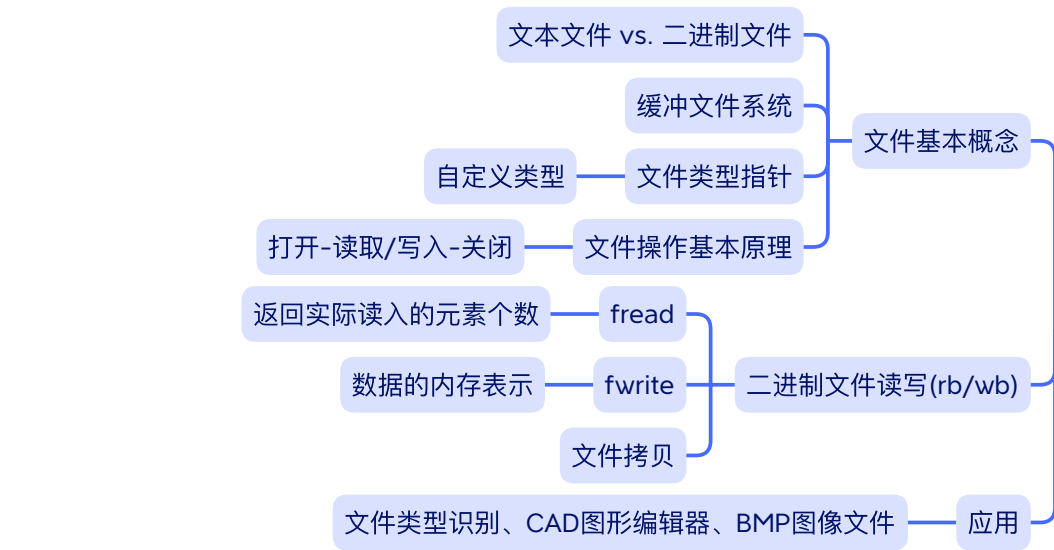 文本文件 vs. 二进制文件
缓冲文件系统
文件基本概念
自定义类型
文件类型指针
打开-读取/写入-关闭
文件操作基本原理
返回实际读入的元素个数
fread
数据的内存表示
fwrite
二进制文件读写(rb/wb)
文件拷贝
文件类型识别、CAD图形编辑器、BMP图像文件
应用